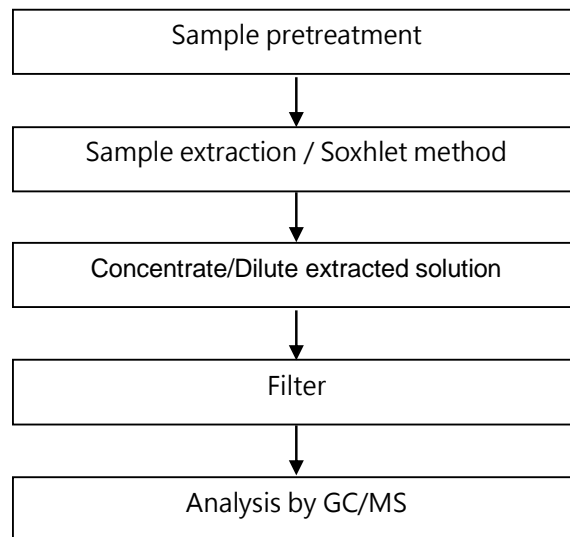 Sample pretreatment
Sample extraction / Soxhlet method
Concentrate/Dilute extracted solution
Filter
Analysis by GC/MS